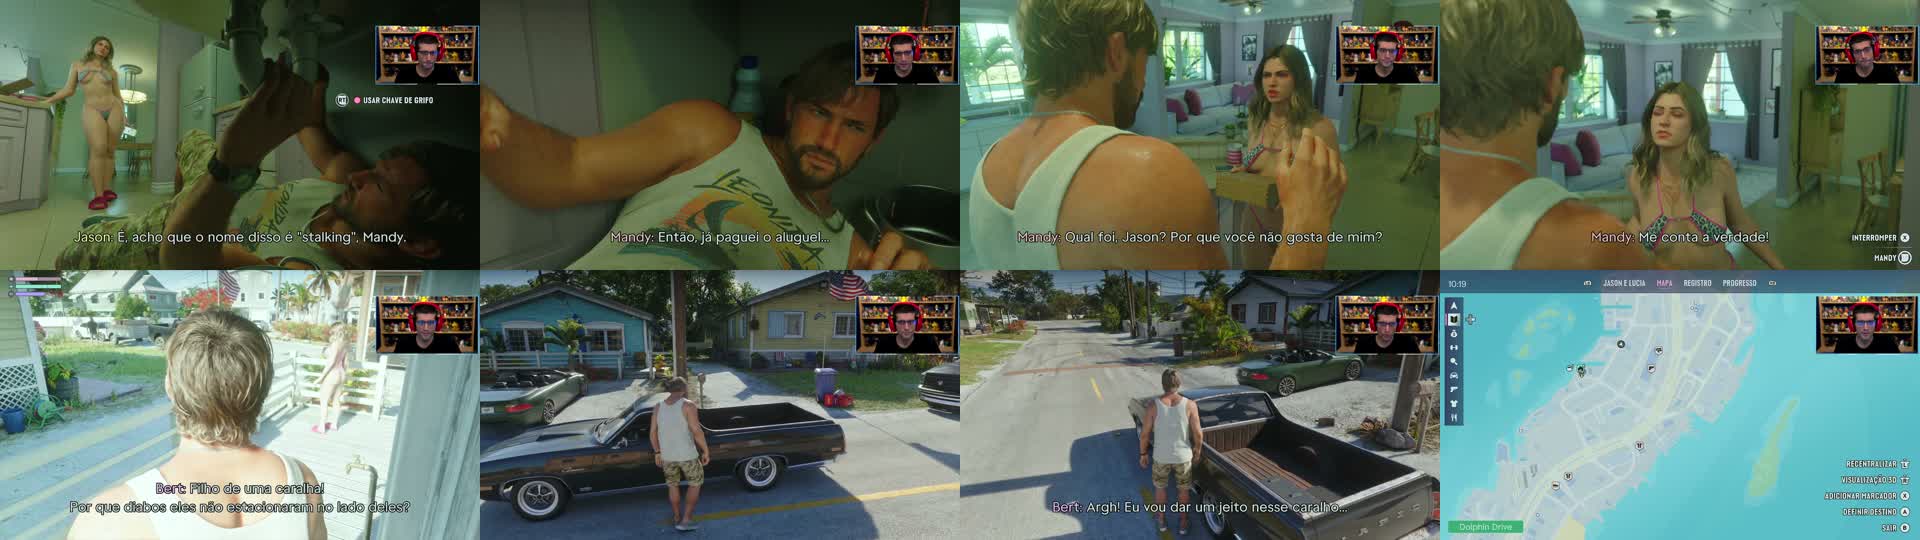 RT USAR CHAVE DE GRIFO
Jason: É, acho que o nome disso é "stalking", Mandy.
LEONIX
Mandy: Então, já paguei o aluguel...
Mandy: Qual foi, Jason? Por que você não gosta de mim?
Mandy: Me conta a verdade!
INTERROMPER X
MANDY
Bert: Filho de uma caralha!
Por que diabos eles não estacionaram no lado deles?
Bert: Argh! Eu vou dar um jeito nesse caralho...
10:19
JASON E LUCIA MAPA REGISTRO PROGRESSO
RECENTRALIZAR
VISUALIZAÇÃO 3D
ADICIONAR MARCADOR X
DEFINIR DESTINO A
SAIR B
Dolphin Drive